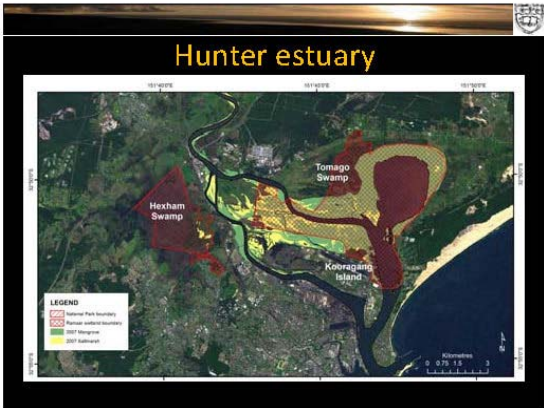 Hunter estuary
Tomago
Swamp
Hexham
Swamp
Kooragang
Island
LEGEND
National Park boundary
Ramsar wetland boundary
2007 Mangrove
2007 Saltmarsh
Kilometres
0 0.75 1.5 3